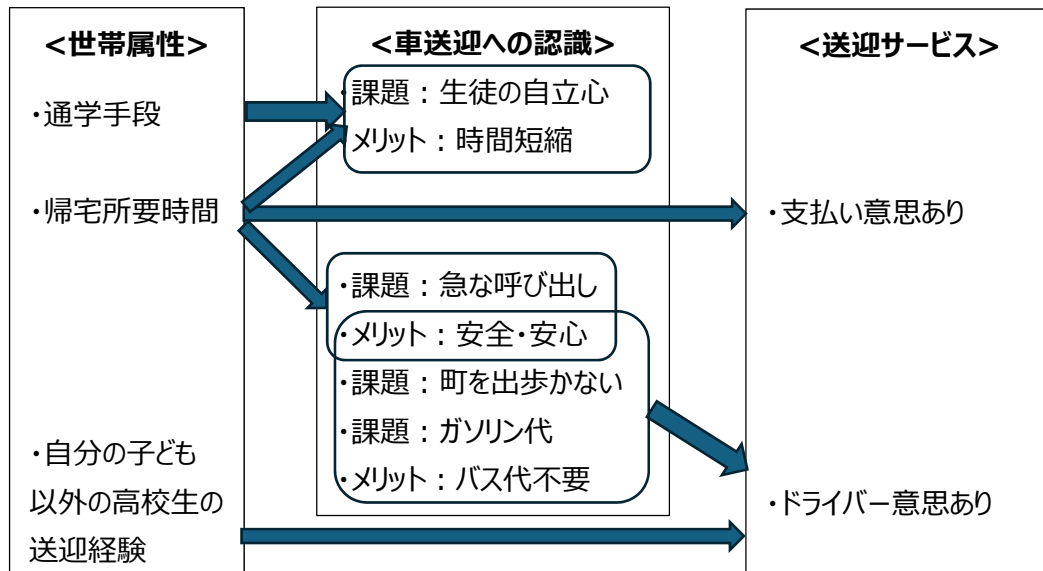 <世帯属性>
・通学手段
・帰宅所要時間
・自分の子ども
以外の高校生の
送迎経験
<車送迎への認識>
・課題：生徒の自立心
メリット：時間短縮
・課題：急な呼び出し
・メリット：安全・安心
・課題：町を出歩かない
・課題：ガソリン代
・メリット：バス代不要
<送迎サービス>
・支払い意思あり
・ドライバー意思あり